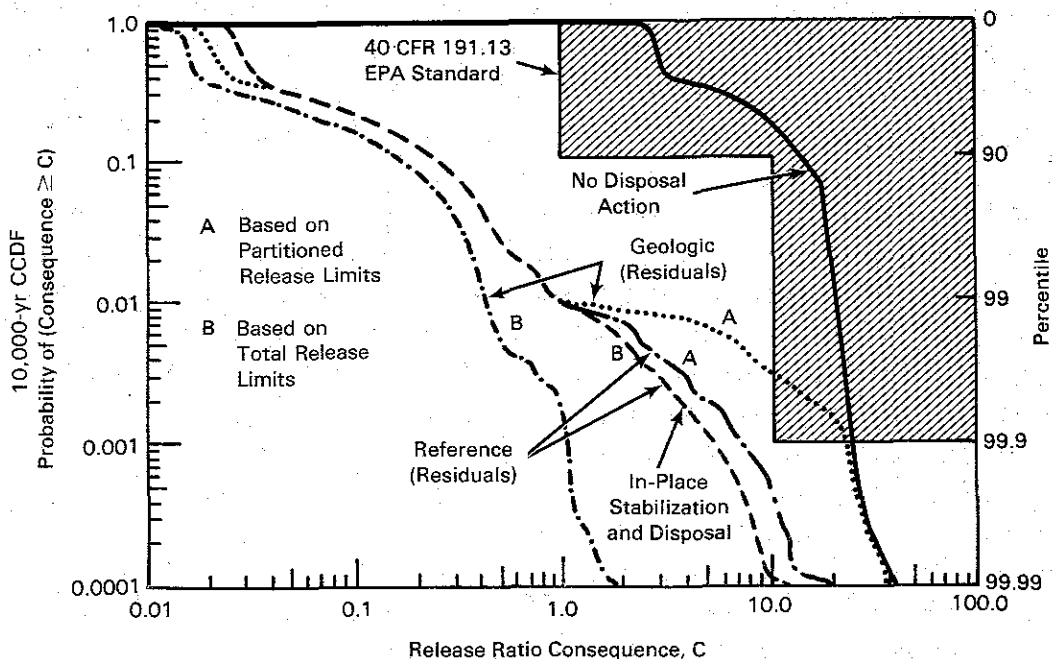 10,000-yr CCDF
Probability of (Consequence ≥ C)
1.0
0.1
0.01
0.001
0.0001
40 CFR 191.13
EPA Standard
No Disposal
Action
A Based on
Partitioned
Release Limits
B Based on
Total Release
Limits
Geologic
(Residuals)
B
A
B
A
Reference
(Residuals)
In-Place
Stabilization
and Disposal
0
90
99
99.9
99.99
Percentile
0.01
0.1
1.0
10.0
100.0
Release Ratio Consequence, C